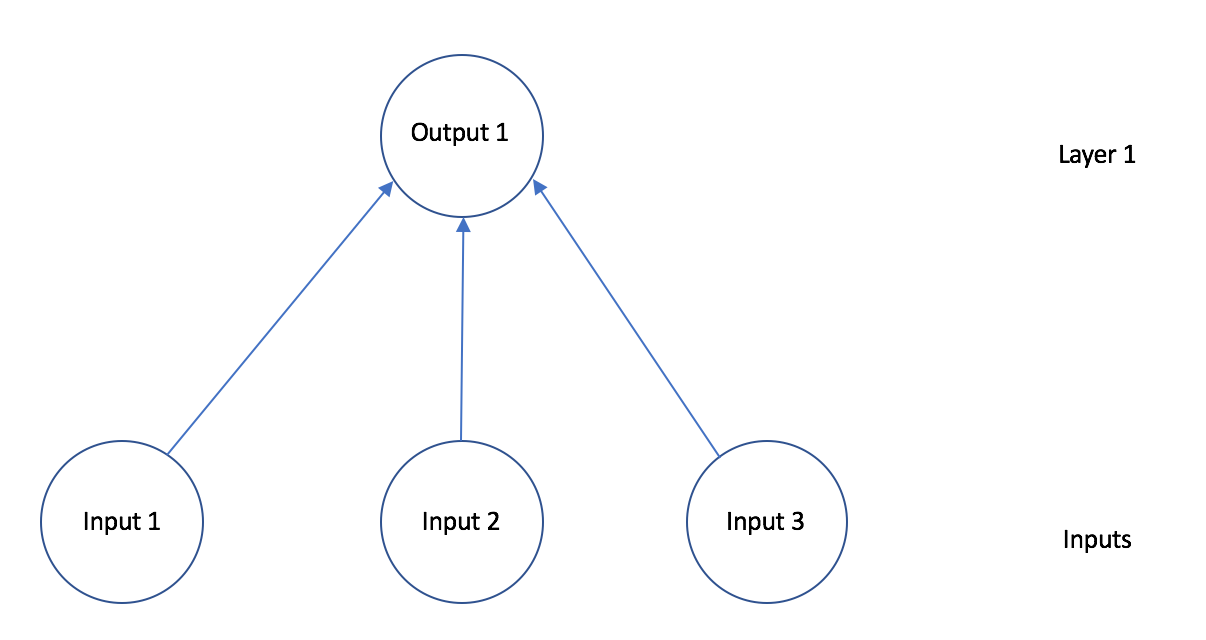 Output 1
Layer 1
Input 1
Input 2
Input 3
Inputs